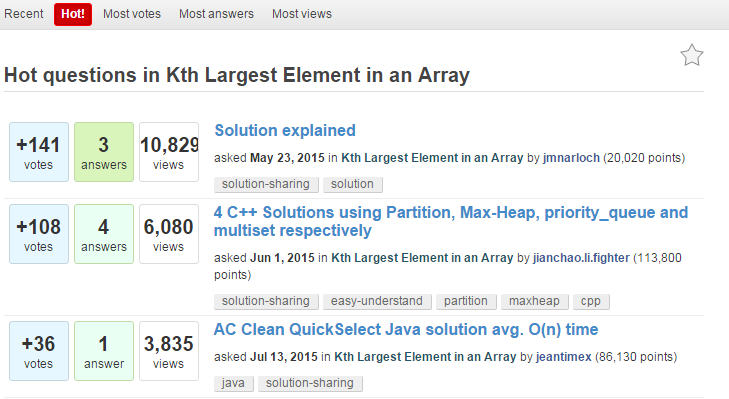 Recent Hot! Most votes Most answers Most views
Hot questions in Kth Largest Element in an Array
+141 votes 3 answers 10,829 views
Solution explained
asked May 23, 2015 in Kth Largest Element in an Array by jmnarloch (20,020 points)
solution-sharing solution
+108 votes 4 answers 6,080 views
4 C++ Solutions using Partition, Max-Heap, priority_queue and
multiset respectively
asked Jun 1, 2015 in Kth Largest Element in an Array by jianchao.li.fighter (113,800
points)
solution-sharing easy-understand partition maxheap cpp
+36 votes 1 answer 3,835 views
AC Clean QuickSelect Java solution avg. O(n) time
asked Jul 13, 2015 in Kth Largest Element in an Array by jeantimex (86,130 points)
java solution-sharing